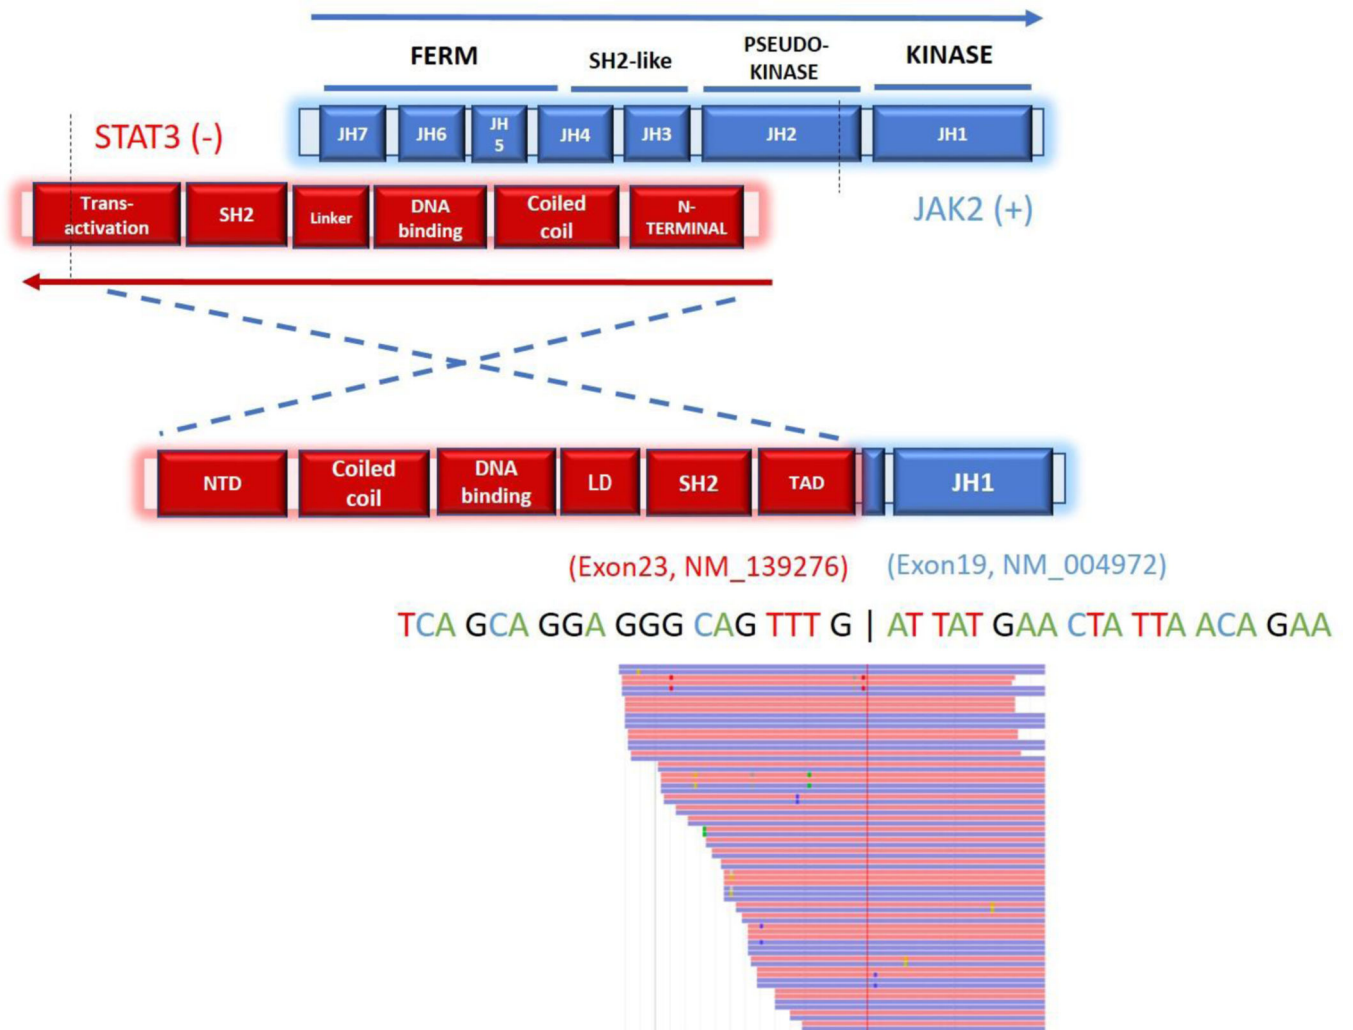 FERM
SH2-like
PSEUDO-
KINASE
KINASE
JH7
JH6
JH
5
JH4
JH3
JH2
JH1
STAT3 (-)
JAK2 (+)
Trans-
activation
SH2
Linker
DNA
binding
Coiled
coil
N-
TERMINAL
NTD
Coiled
coil
DNA
binding
LD
SH2
TAD
JH1
(Exon23, NM_139276)
(Exon19, NM_004972)
TCA GCA GGA GGG CAG TTT G | AT TAT GAA CTA TTA ACA GAA